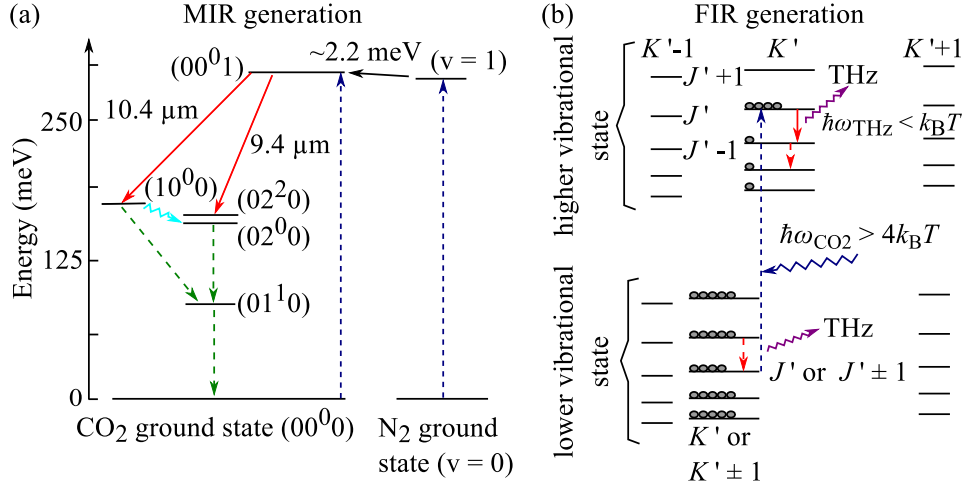 (a) MIR generation
Energy (meV)
250
125
0
(00⁰1)
~2.2 meV
(v = 1)
10.4 µm
9.4 µm
(10⁰0)
(02²0)
(02⁰0)
(01¹0)
CO₂ ground state (00⁰0)
N₂ ground
state (v = 0)
(b) FIR generation
higher vibrational
state
K'-1
K'
K'+1
J'+1
J'
J'-1
THz
ℏω_THz < k_BT
ℏω_CO2 > 4k_BT
lower vibrational
state
THz
J' or J' ± 1
K' or
K' ± 1